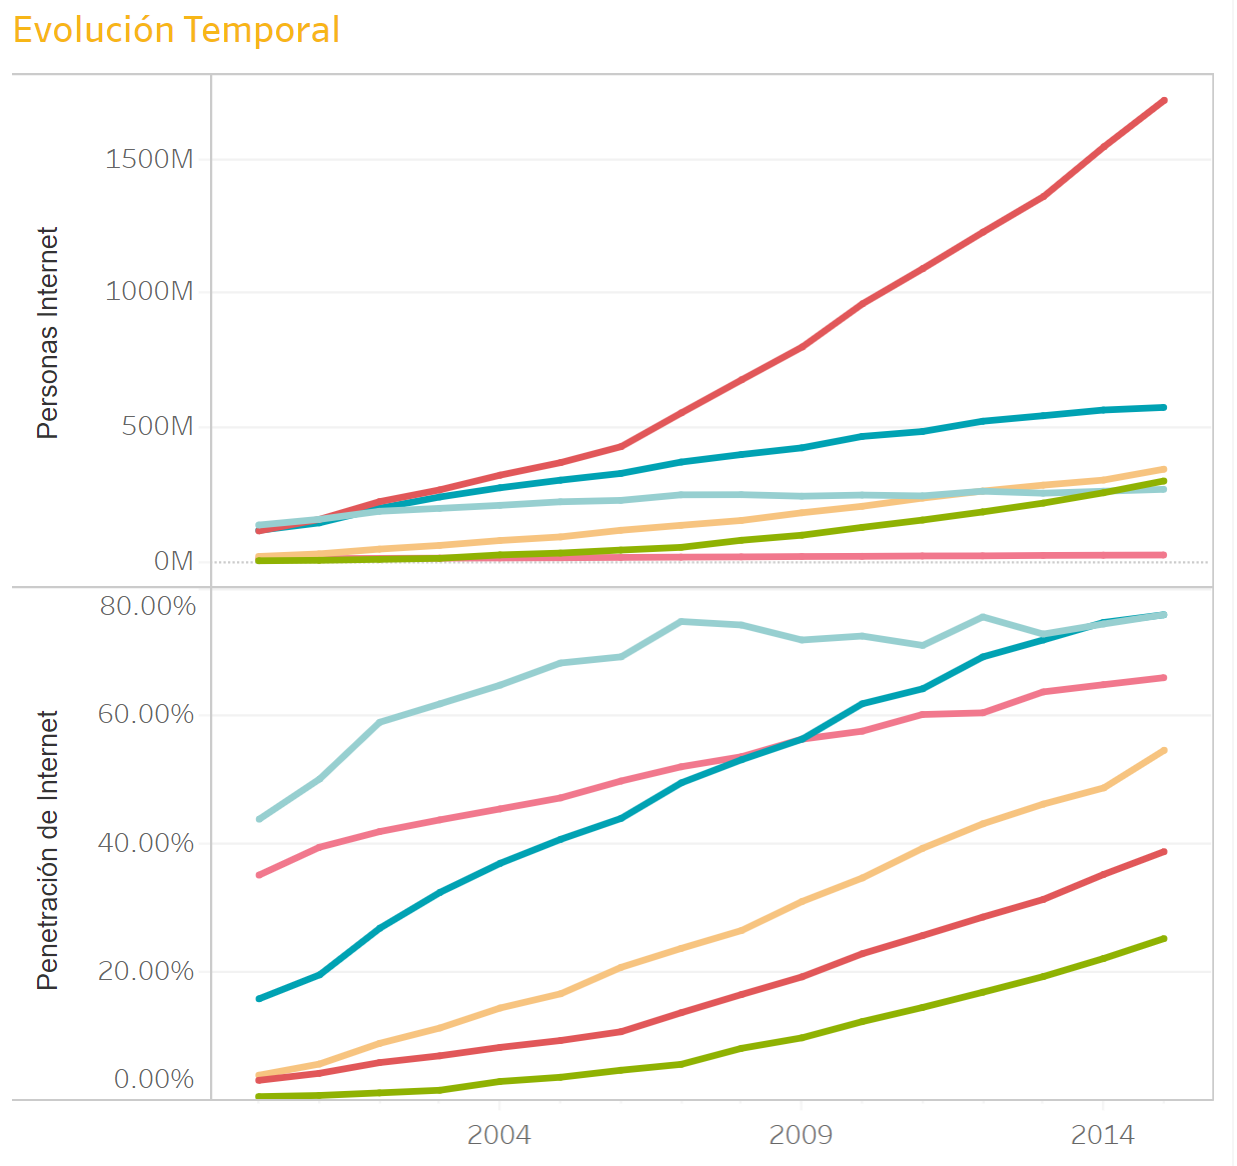 Evolución Temporal
1500M
1000M
500M
0M
Personas Internet
80.00%
60.00%
40.00%
20.00%
0.00%
Penetración de Internet
2004
2009
2014